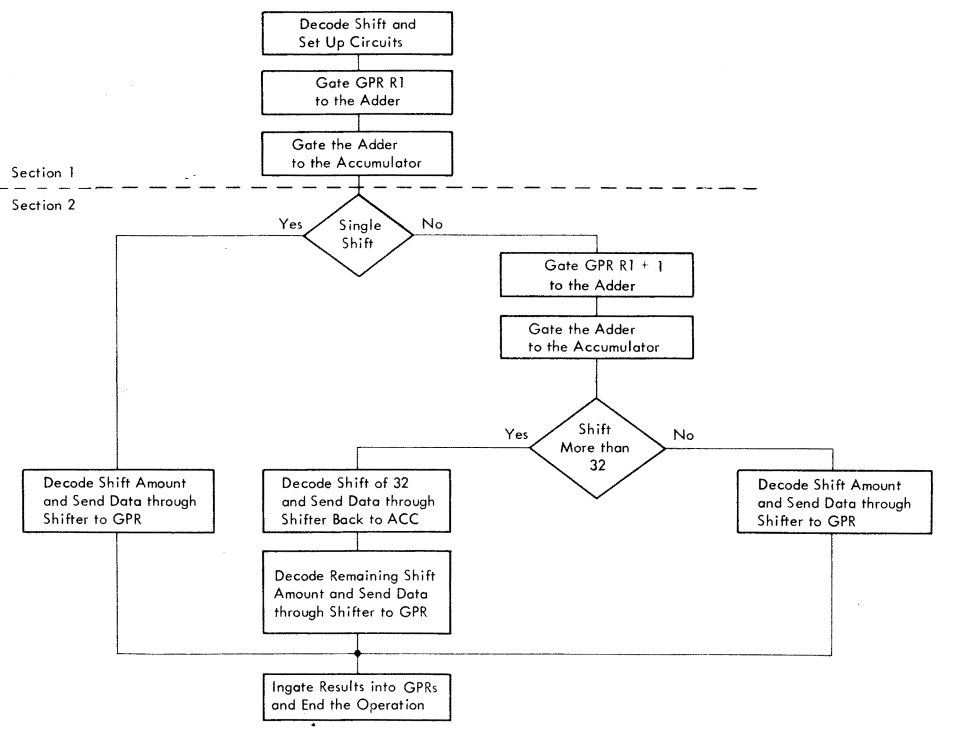 Decode Shift and
Set Up Circuits
Gate GPR R1
to the Adder
Gate the Adder
to the Accumulator
Section 1
Section 2
Yes
Single
Shift
No
Gate GPR R1 + 1
to the Adder
Gate the Adder
to the Accumulator
Yes
Shift
More than
32
No
Decode Shift Amount
and Send Data through
Shifter to GPR
Decode Shift of 32
and Send Data through
Shifter Back to ACC
Decode Shift Amount
and Send Data through
Shifter to GPR
Decode Remaining Shift
Amount and Send Data
through Shifter to GPR
Ingate Results into GPRs
and End the Operation